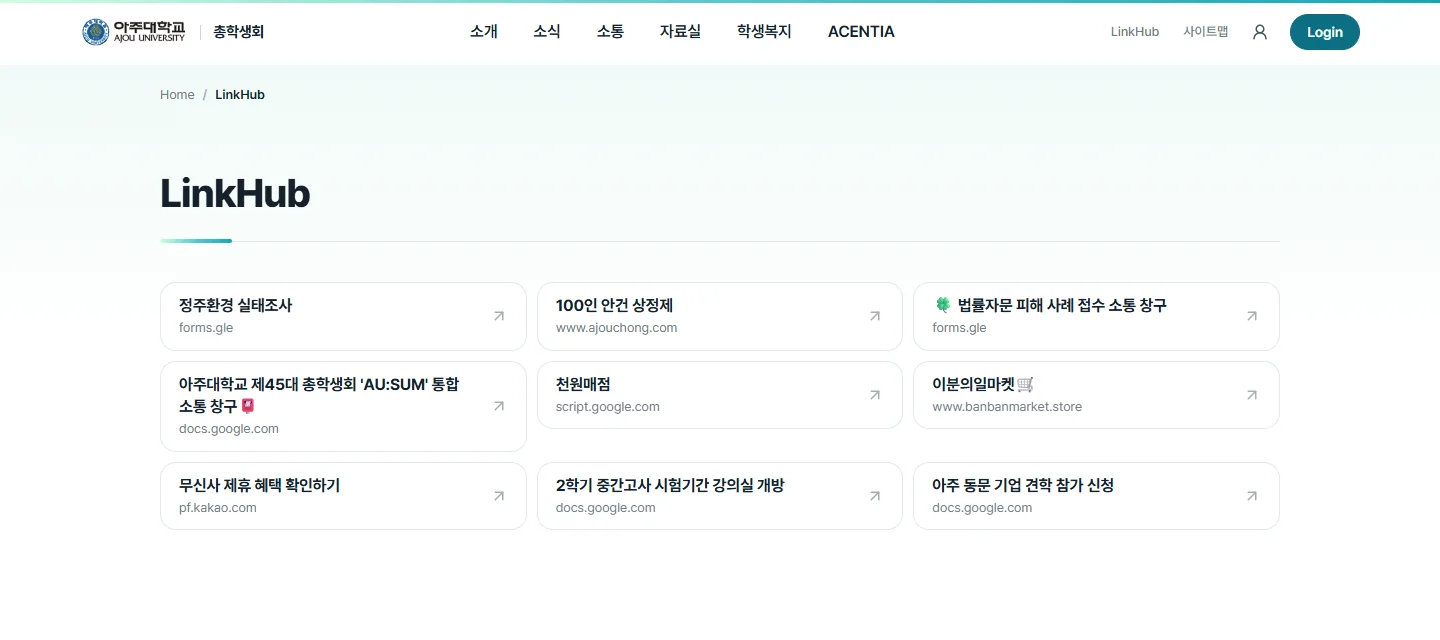 아주대학교
AJOU UNIVERSITY
총학생회
소개
소식
소통
자료실
학생복지
ACENTIA
LinkHub
사이트맵
Login
Home / LinkHub
LinkHub
정주환경 실태조사
forms.gle
100인 안건 상정제
www.ajouchong.com
🍀 법률자문 피해 사례 접수 소통 창구
forms.gle
아주대학교 제45대 총학생회 'AU:SUM' 통합
소통 창구📮
docs.google.com
천원매점
script.google.com
이분의일마켓🛒
www.banbanmarket.store
무신사 제휴 혜택 확인하기
pf.kakao.com
2학기 중간고사 시험기간 강의실 개방
docs.google.com
아주 동문 기업 견학 참가 신청
docs.google.com